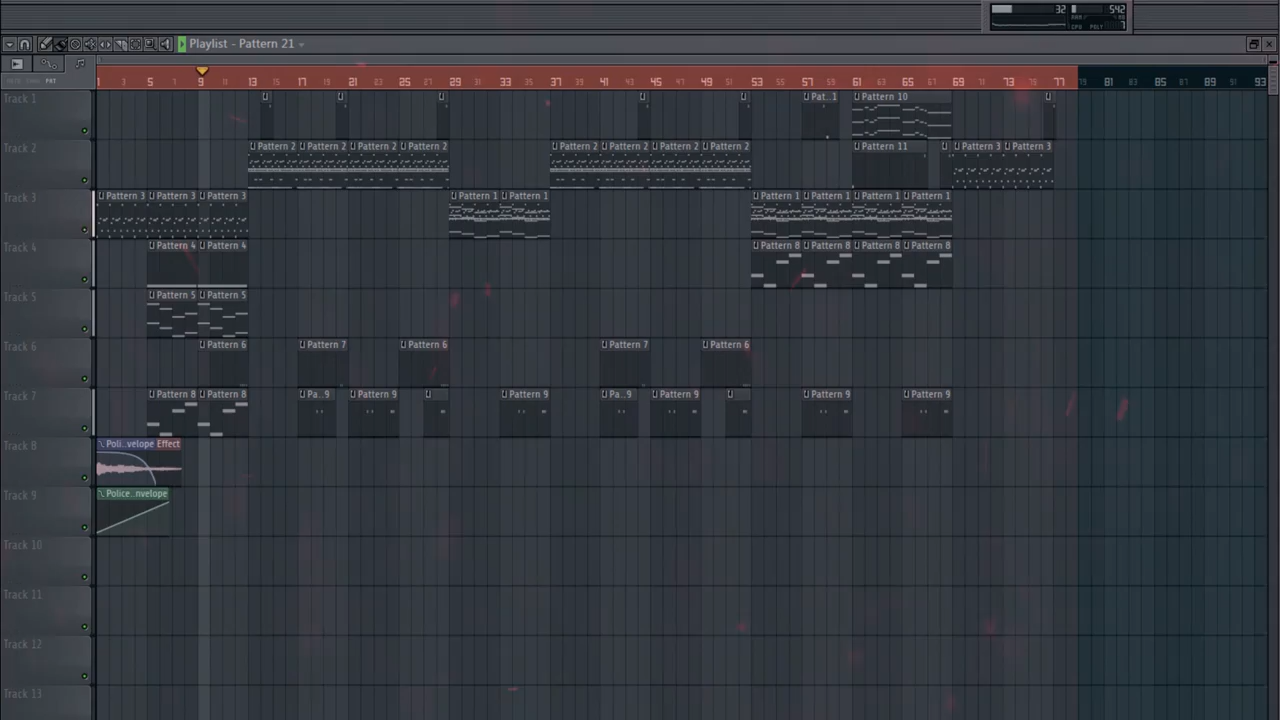 32 542
RAM
CPU POLY 7
Playlist - Pattern 21
1 3 5 7 9 11 13 15 17 19 21 23 25 27 29 31 33 35 37 39 41 43 45 47 49 51 53 55 57 59 61 63 65 67 69 71 73 75 77 79 81 83 85 87 89 91 93
Track 1 Pat..1 Pattern 10
Track 2 Pattern 2 Pattern 2 Pattern 2 Pattern 2 Pattern 2 Pattern 2 Pattern 2 Pattern 2 Pattern 11 Pattern 3 Pattern 3
Track 3 Pattern 3 Pattern 3 Pattern 3 Pattern 1 Pattern 1 Pattern 1 Pattern 1 Pattern 1 Pattern 1
Track 4 Pattern 4 Pattern 4 Pattern 8 Pattern 8 Pattern 8 Pattern 8
Track 5 Pattern 5 Pattern 5
Track 6 Pattern 6 Pattern 7 Pattern 6 Pattern 7 Pattern 6
Track 7 Pattern 8 Pattern 8 Pa..9 Pattern 9 Pattern 9 Pa..9 Pattern 9 Pattern 9 Pattern 9
Track 8 Poli..velope Effect
Track 9 Police..nvelope
Track 10
Track 11
Track 12
Track 13